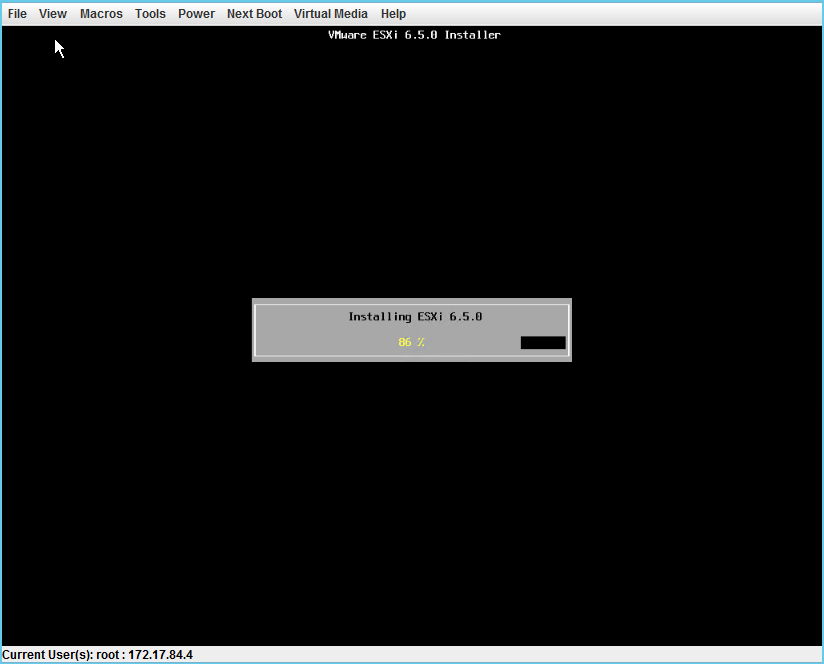 File View Macros Tools Power Next Boot Virtual Media Help
VMware ESXi 6.5.0 Installer
Installing ESXi 6.5.0
86 %
Current User(s): root : 172.17.84.4